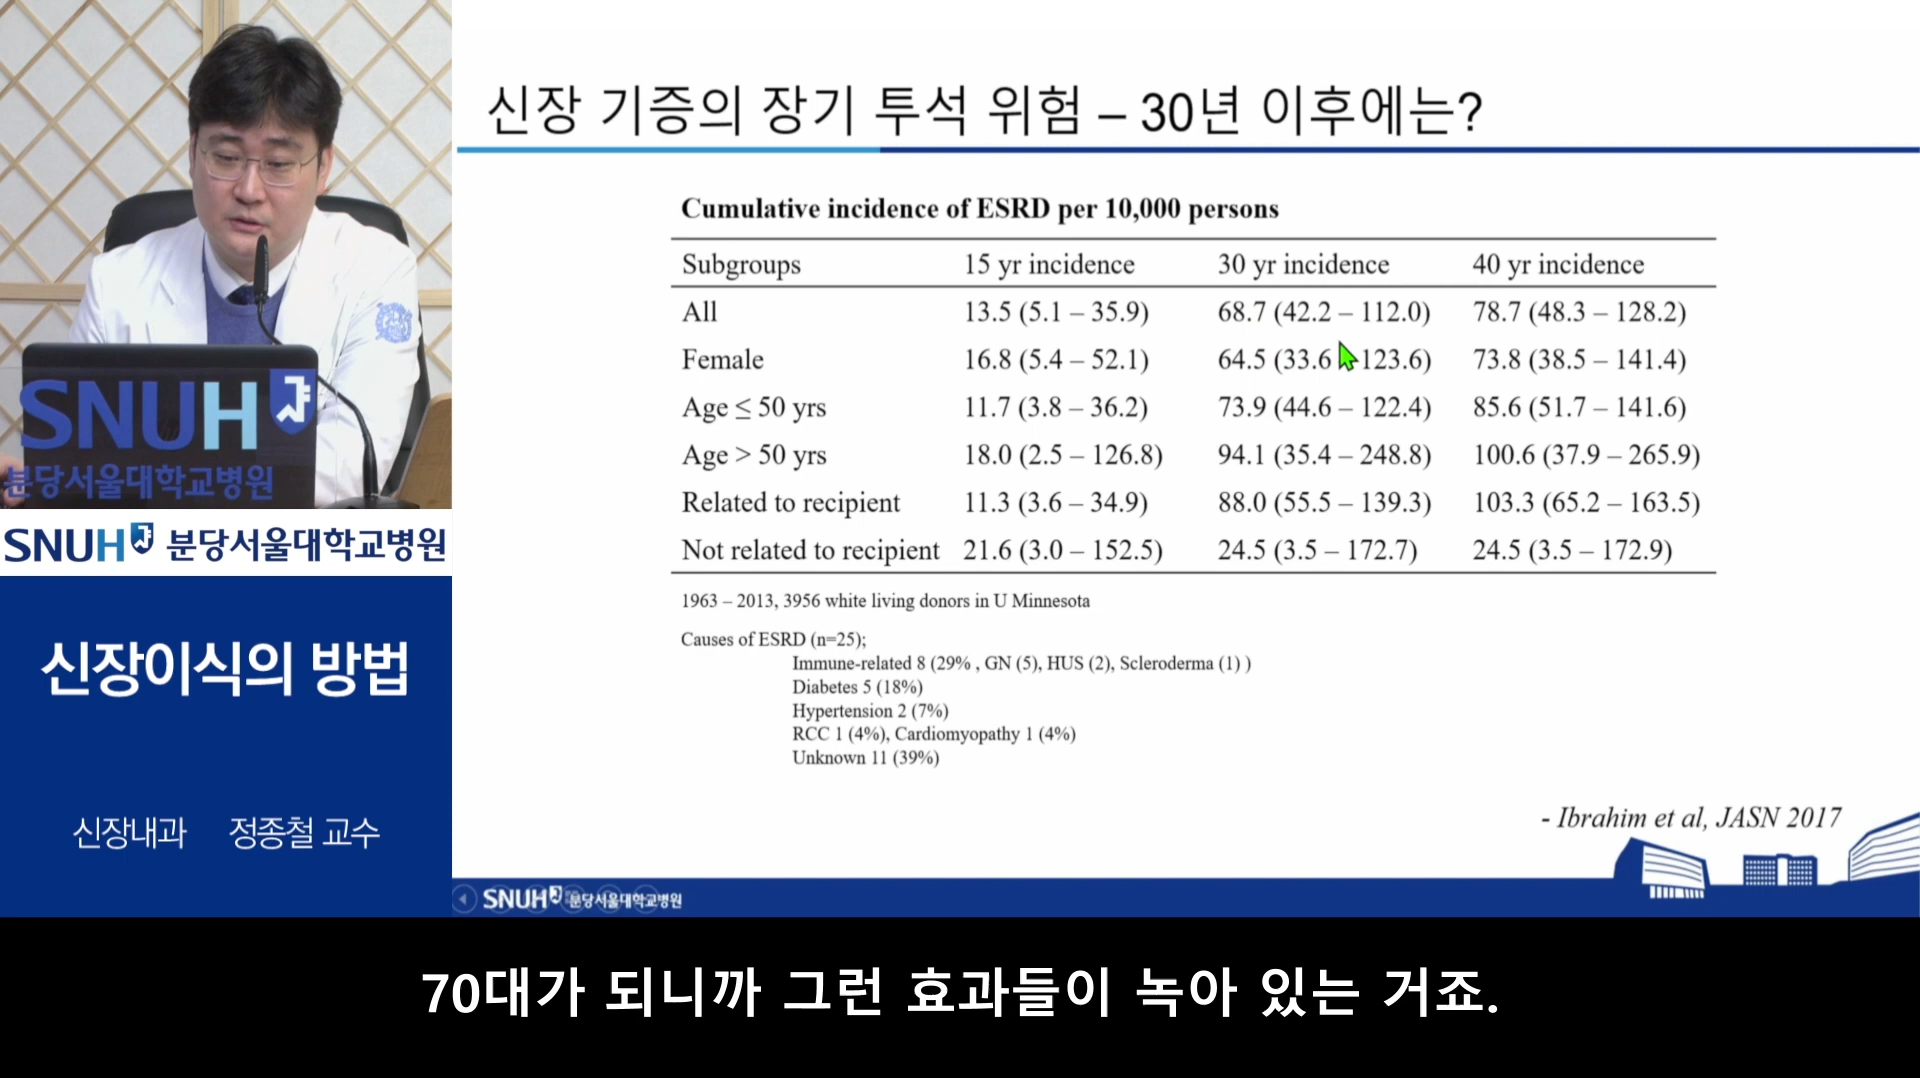 신장 기증의 장기 투석 위험 – 30년 이후에는?
Cumulative incidence of ESRD per 10,000 persons
Subgroups 15 yr incidence 30 yr incidence 40 yr incidence
All 13.5 (5.1 – 35.9) 68.7 (42.2 – 112.0) 78.7 (48.3 – 128.2)
Female 16.8 (5.4 – 52.1) 64.5 (33.6 123.6) 73.8 (38.5 – 141.4)
Age ≤ 50 yrs 11.7 (3.8 – 36.2) 73.9 (44.6 – 122.4) 85.6 (51.7 – 141.6)
Age > 50 yrs 18.0 (2.5 – 126.8) 94.1 (35.4 – 248.8) 100.6 (37.9 – 265.9)
Related to recipient 11.3 (3.6 – 34.9) 88.0 (55.5 – 139.3) 103.3 (65.2 – 163.5)
Not related to recipient 21.6 (3.0 – 152.5) 24.5 (3.5 – 172.7) 24.5 (3.5 – 172.9)
1963 – 2013, 3956 white living donors in U Minnesota
Causes of ESRD (n=25);
Immune-related 8 (29% , GN (5), HUS (2), Scleroderma (1) )
Diabetes 5 (18%)
Hypertension 2 (7%)
RCC 1 (4%), Cardiomyopathy 1 (4%)
Unknown 11 (39%)
- Ibrahim et al, JASN 2017
SNUH 분당서울대학교병원
SNUH
분당서울대학교병원
SNUH 분당서울대학교병원
신장이식의 방법
신장내과 정종철 교수
70대가 되니까 그런 효과들이 녹아 있는 거죠.